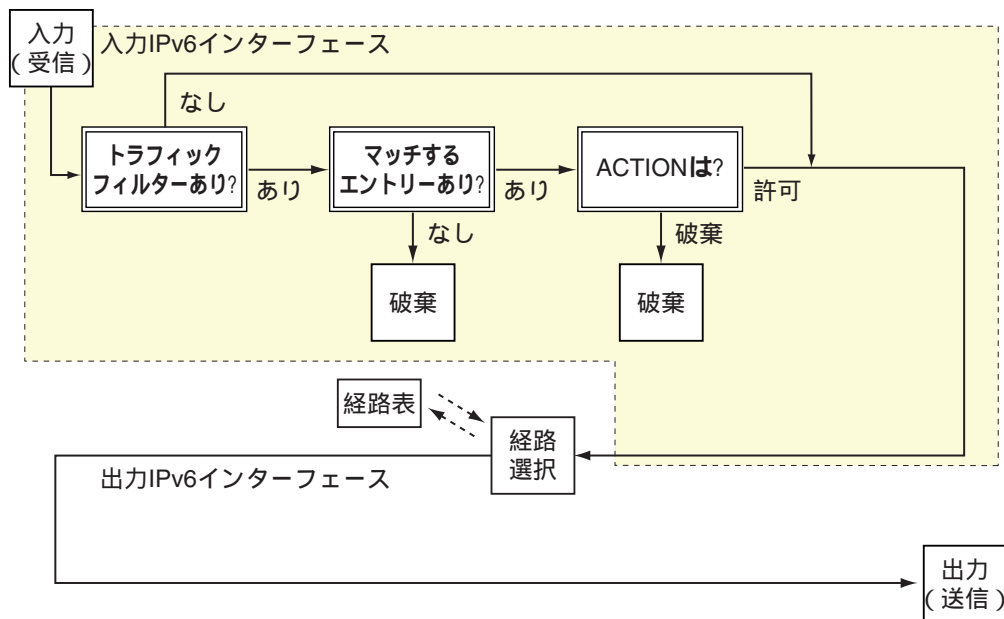 入力
（受信）
入力IPv6インターフェース
なし
トラフィック
フィルターあり?
あり
マッチする
エントリーあり?
あり
ACTIONは?
許可
なし
破棄
破棄
破棄
経路表
経路
選択
出力IPv6インターフェース
出力
（送信）